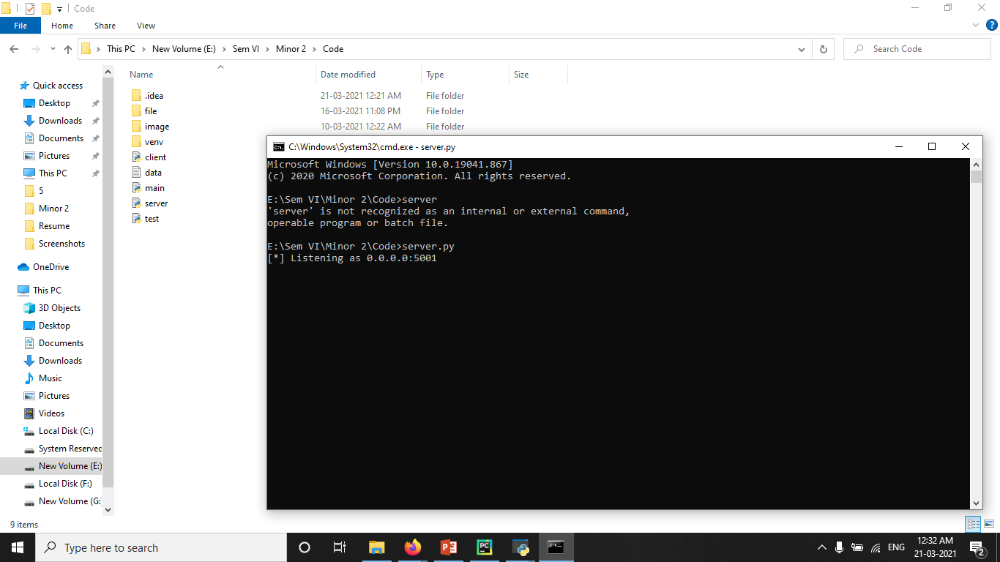 Code
File Home Share View
This PC New Volume (E:) Sem VI Minor 2 Code
Search Code
Name Date modified Type Size
Quick access
Desktop
Downloads
Documents
Pictures
This PC
5
Minor 2
Resume
Screenshots
OneDrive
This PC
3D Objects
Desktop
Documents
Downloads
Music
Pictures
Videos
Local Disk (C:)
System Reserved
New Volume (E:)
Local Disk (F:)
New Volume (G:
.idea 21-03-2021 12:21 AM File folder
file 16-03-2021 11:08 PM File folder
image 10-03-2021 12:22 AM File folder
venv
client
data
main
server
test
C:\Windows\System32\cmd.exe - server.py
Microsoft Windows [Version 10.0.19041.867]
(c) 2020 Microsoft Corporation. All rights reserved.
E:\Sem VI\Minor 2\Code>server
'server' is not recognized as an internal or external command,
operable program or batch file.
E:\Sem VI\Minor 2\Code>server.py
[*] Listening as 0.0.0.0:5001
9 items
Type here to search
ENG
12:32 AM
21-03-2021
2